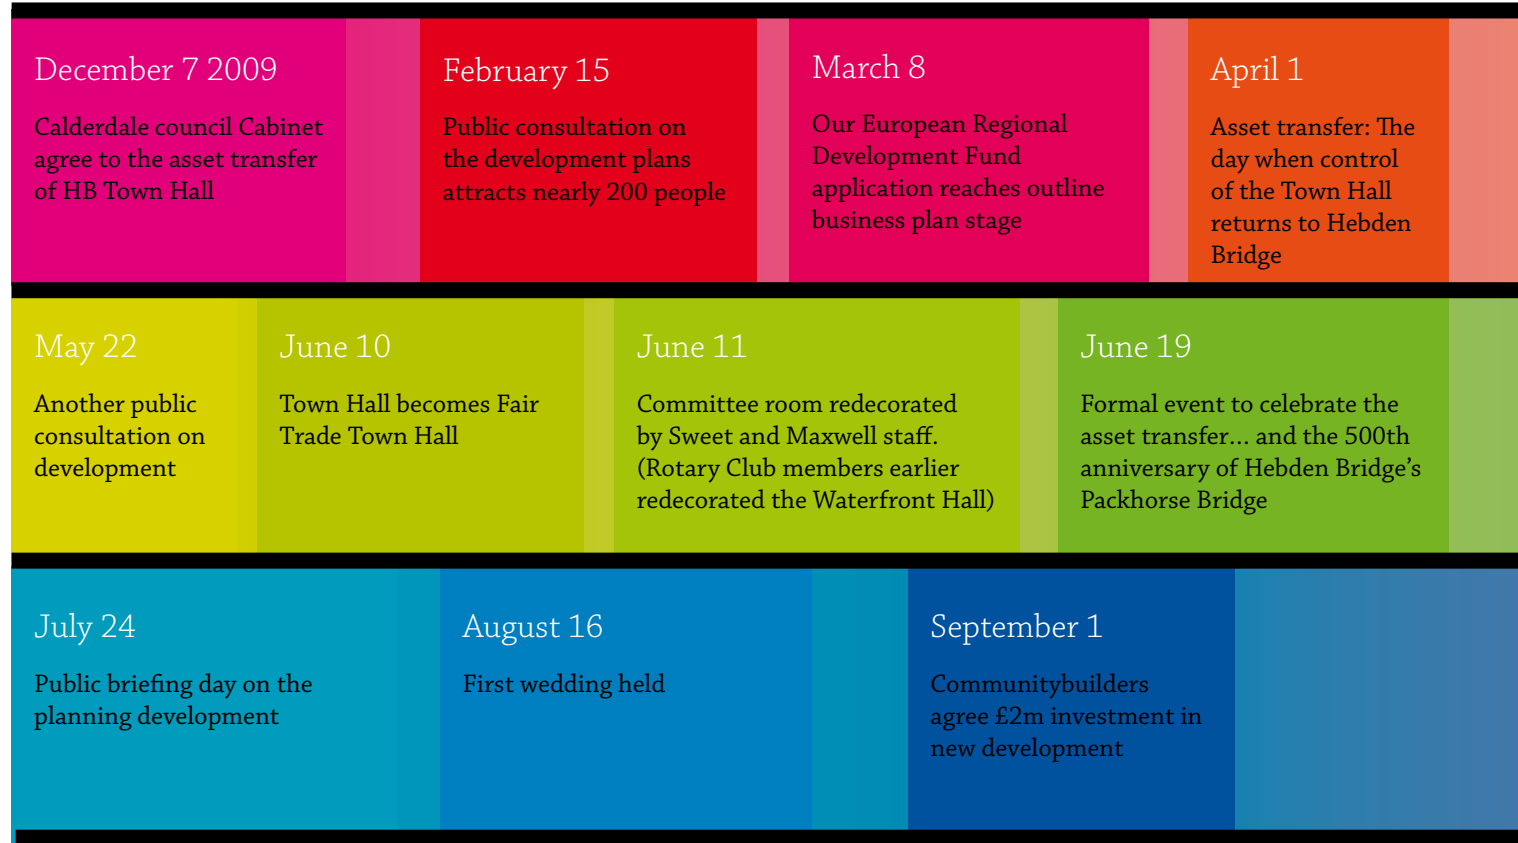 December 7 2009
Calderdale council Cabinet
agree to the asset transfer
of HB Town Hall
February 15
Public consultation on
the development plans
attracts nearly 200 people
March 8
Our European Regional
Development Fund
application reaches outline
business plan stage
April 1
Asset transfer: The
day when control
of the Town Hall
returns to Hebden
Bridge
May 22
Another public
consultation on
development
June 10
Town Hall becomes Fair
Trade Town Hall
June 11
Committee room redecorated
by Sweet and Maxwell staff.
(Rotary Club members earlier
redecorated the Waterfront Hall)
June 19
Formal event to celebrate the
asset transfer... and the 500th
anniversary of Hebden Bridge’s
Packhorse Bridge
July 24
Public briefing day on the
planning development
August 16
First wedding held
September 1
Communitybuilders
agree £2m investment in
new development